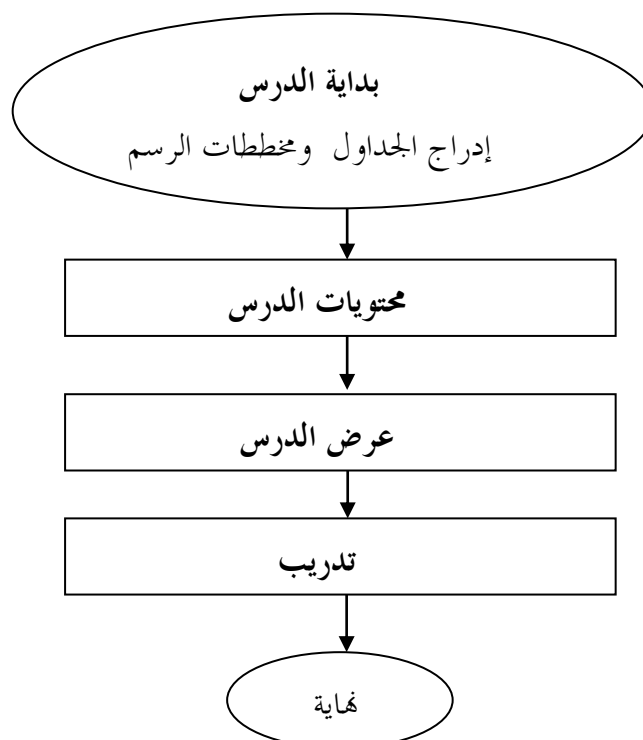 بداية الدرس
إدراج الجداول ومخططات الرسم
محتويات الدرس
عرض الدرس
تدريب
نهاية